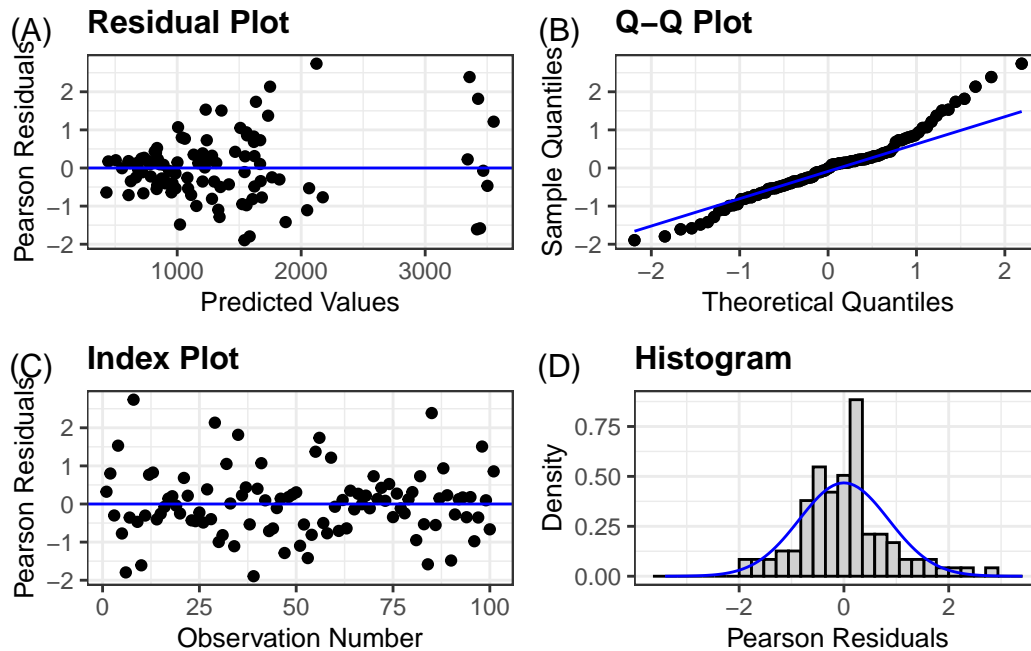 (A) Residual Plot
Pearson Residuals
2
1
0
−1
−2
1000 2000 3000
Predicted Values
(B) Q−Q Plot
Sample Quantiles
2
1
0
−1
−2
−2 −1 0 1 2
Theoretical Quantiles
(C) Index Plot
Pearson Residuals
2
1
0
−1
−2
0 25 50 75 100
Observation Number
(D) Histogram
Density
0.75
0.50
0.25
0.00
−2 0 2
Pearson Residuals